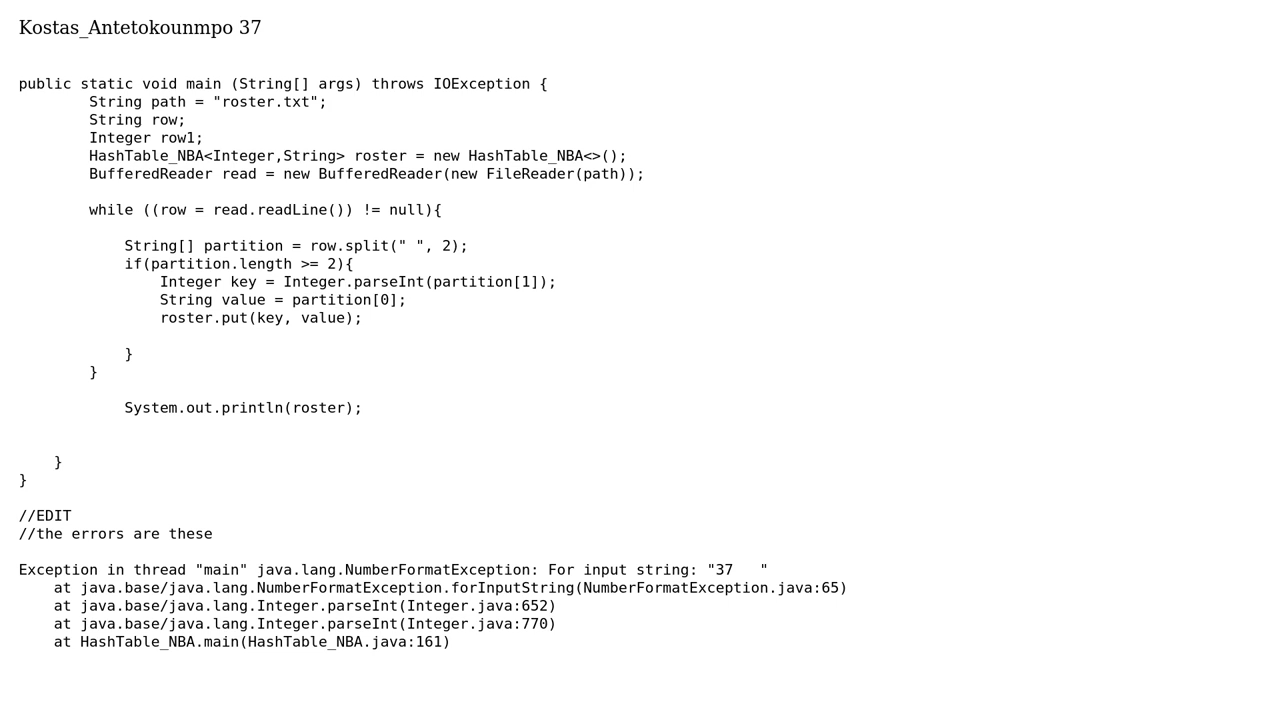 Kostas_Antetokounmpo 37
public static void main (String[] args) throws IOException {
        String path = "roster.txt";
        String row;
        Integer row1;
        HashTable_NBA<Integer,String> roster = new HashTable_NBA<>();
        BufferedReader read = new BufferedReader(new FileReader(path));
        while ((row = read.readLine()) != null){
            String[] partition = row.split(" ", 2);
            if(partition.length >= 2){
                Integer key = Integer.parseInt(partition[1]);
                String value = partition[0];
                roster.put(key, value);
            }
        }
            System.out.println(roster);
    }
}
//EDIT
//the errors are these
Exception in thread "main" java.lang.NumberFormatException: For input string: "37   "
    at java.base/java.lang.NumberFormatException.forInputString(NumberFormatException.java:65)
    at java.base/java.lang.Integer.parseInt(Integer.java:652)
    at java.base/java.lang.Integer.parseInt(Integer.java:770)
    at HashTable_NBA.main(HashTable_NBA.java:161)